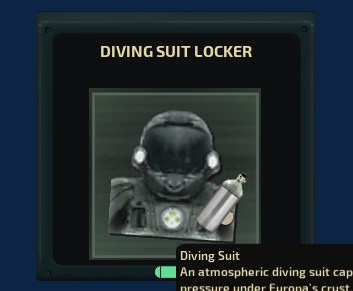 DIVING SUIT LOCKER
Diving Suit
An atmospheric diving suit cap
pressure under Europa's crust.